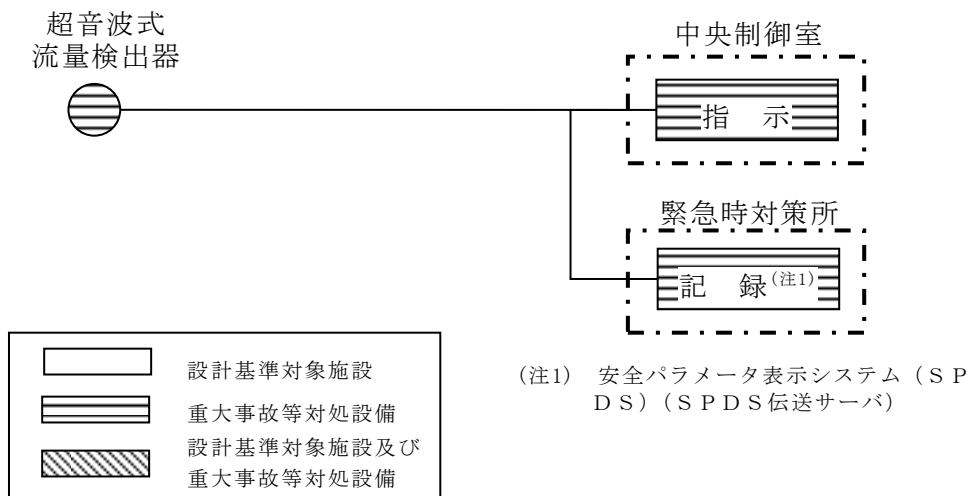 超音波式
流量検出器
中央制御室
指　示
緊急時対策所
記　録(注1)
設計基準対象施設
重大事故等対処設備
設計基準対象施設及び
重大事故等対処設備
(注1)　安全パラメータ表示システム（ＳＰ
ＤＳ）（ＳＰＤＳ伝送サーバ）